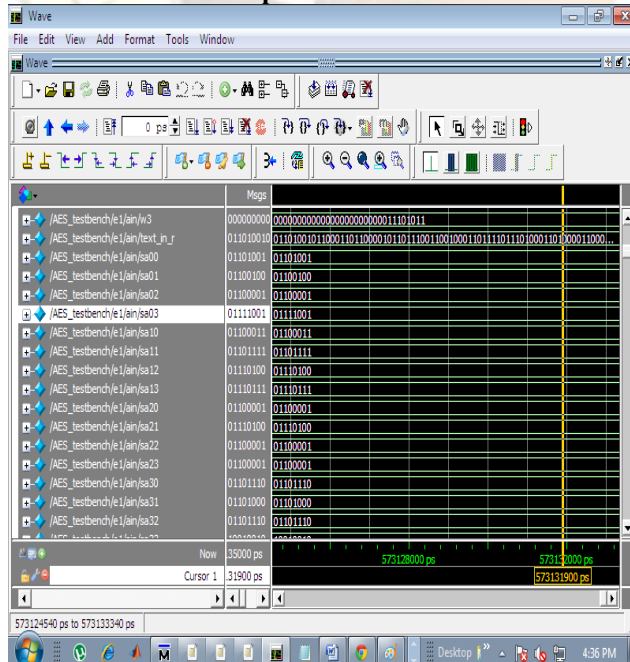 Wave
File Edit View Add Format Tools Window
Wave
0 ps
Msgs
/AES_testbench/e1/ain/w3 000000000 00000000000000000000000011101011
/AES_testbench/e1/ain/text_in_r 011010010
/AES_testbench/e1/ain/sa00 01101001 01101001
/AES_testbench/e1/ain/sa01 01100100 01100100
/AES_testbench/e1/ain/sa02 01100001 01100001
/AES_testbench/e1/ain/sa03 01111001 01111001
/AES_testbench/e1/ain/sa10 01100011 01100011
/AES_testbench/e1/ain/sa11 01101111 01101111
/AES_testbench/e1/ain/sa12 01110100 01110100
/AES_testbench/e1/ain/sa13 01110111 01110111
/AES_testbench/e1/ain/sa20 01100001 01100001
/AES_testbench/e1/ain/sa21 01110100 01110100
/AES_testbench/e1/ain/sa22 01100001 01100001
/AES_testbench/e1/ain/sa23 01100001 01100001
/AES_testbench/e1/ain/sa30 01101110 01101110
/AES_testbench/e1/ain/sa31 01101000 01101000
/AES_testbench/e1/ain/sa32 01101110 01101110
Now 35000 ps 573128000 ps 573132000 ps
Cursor 1 .31900 ps 573131900 ps
573124540 ps to 573133340 ps
Desktop 4:36 PM